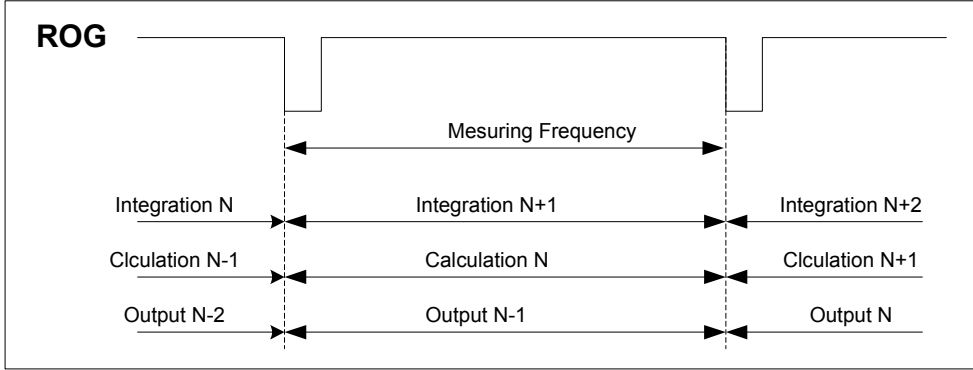 ROG
Mesuring Frequency
Integration N Integration N+1 Integration N+2
Clculation N-1 Calculation N Clculation N+1
Output N-2 Output N-1 Output N